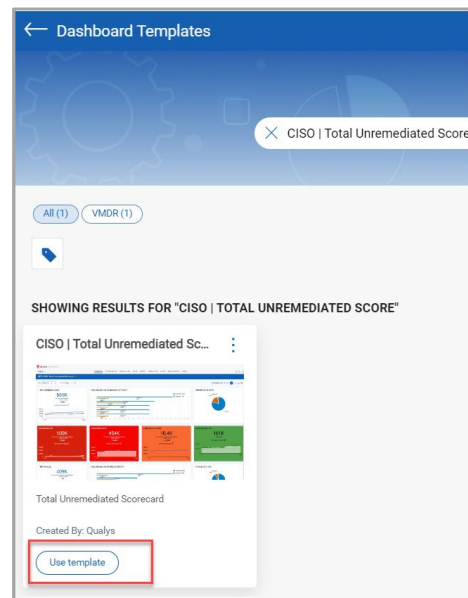 Dashboard Templates
CISO | Total Unremediated Score
All (1)
VMDR (1)
SHOWING RESULTS FOR "CISO | TOTAL UNREMEDIATED SCORE"
CISO | Total Unremediated Sc...
Total Unremediated Scorecard
Created By: Qualys
Use template